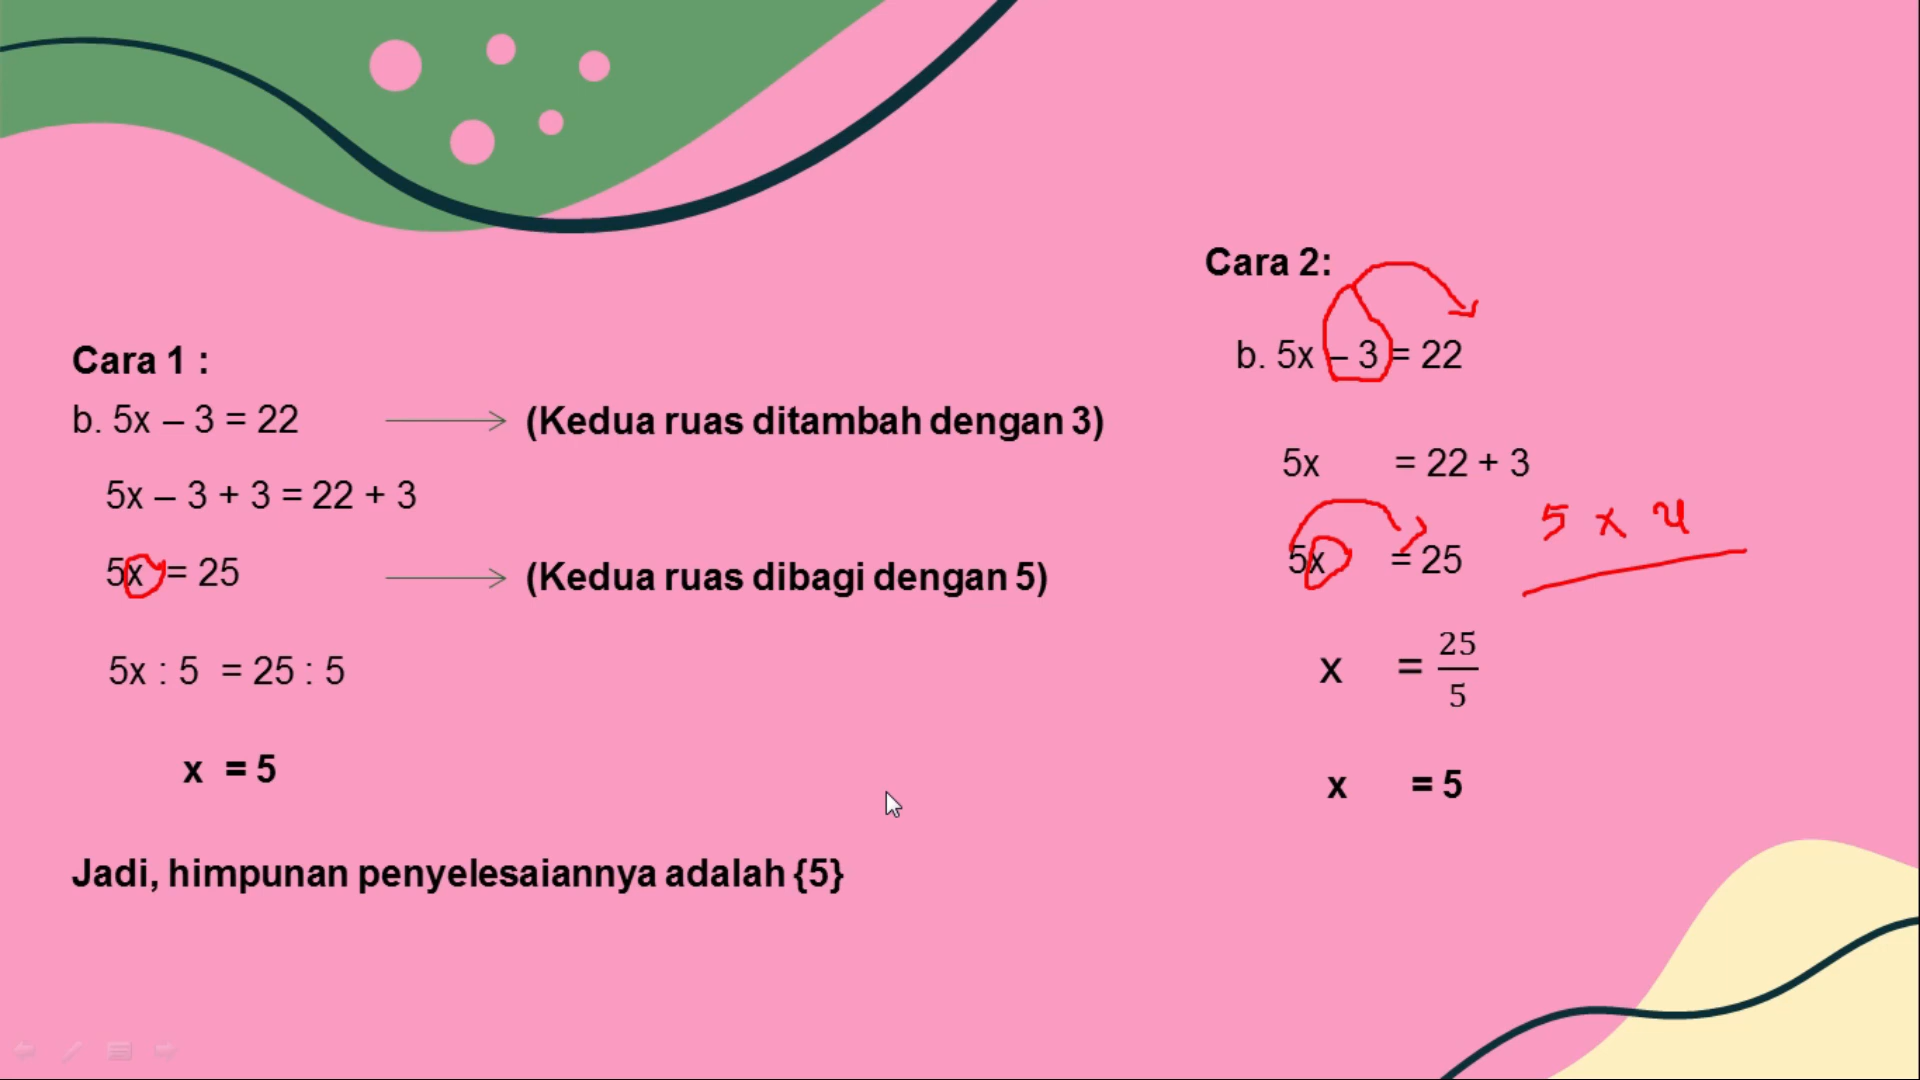 Cara 1 :
b. 5x – 3 = 22 (Kedua ruas ditambah dengan 3)
5x – 3 + 3 = 22 + 3
5x = 25 (Kedua ruas dibagi dengan 5)
5x : 5 = 25 : 5
x = 5
Jadi, himpunan penyelesaiannya adalah {5}
Cara 2:
b. 5x – 3 = 22
5x = 22 + 3
5x = 25
5 x
x = 25/5
x = 5